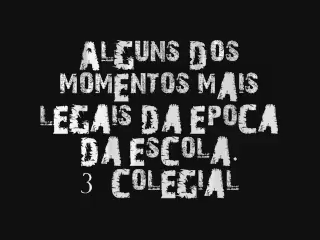 ALGUNS DOS
MOMENTOS MAIS
LEGAIS DA EPOCA
DA ESCOLA.
3 COLEGIAL